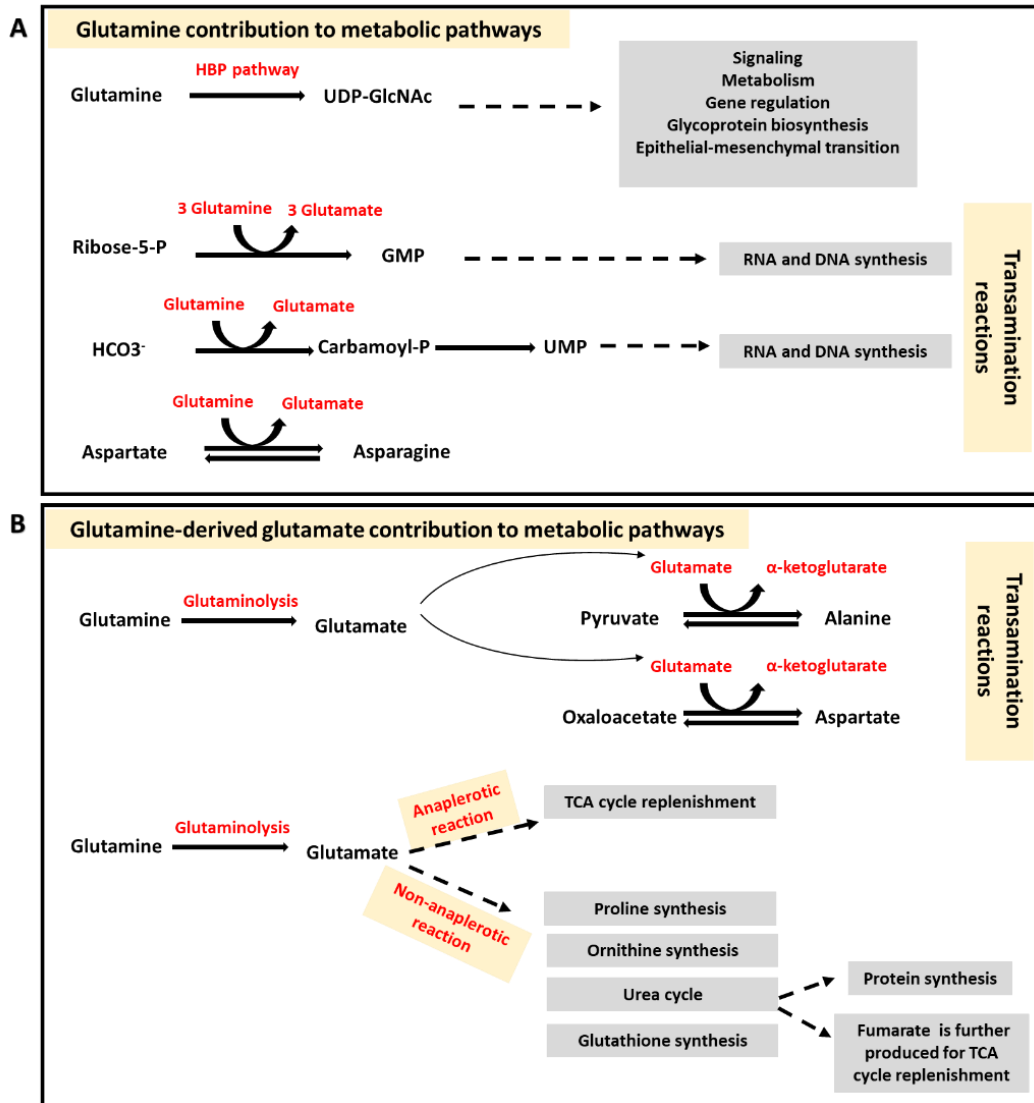 A
Glutamine contribution to metabolic pathways
HBP pathway
Glutamine
UDP-GlcNAc
Signaling
Metabolism
Gene regulation
Glycoprotein biosynthesis
Epithelial-mesenchymal transition
3 Glutamine
3 Glutamate
Ribose-5-P
GMP
RNA and DNA synthesis
Glutamine
Glutamate
HCO3-
Carbamoyl-P
UMP
RNA and DNA synthesis
Glutamine
Glutamate
Aspartate
Asparagine
Transamination
reactions
B
Glutamine-derived glutamate contribution to metabolic pathways
Glutamine
Glutaminolysis
Glutamate
Glutamate
α-ketoglutarate
Pyruvate
Alanine
Glutamate
α-ketoglutarate
Oxaloacetate
Aspartate
Transamination
reactions
Glutamine
Glutaminolysis
Glutamate
Anaplerotic
reaction
TCA cycle replenishment
Non-anaplerotic
reaction
Proline synthesis
Ornithine synthesis
Urea cycle
Glutathione synthesis
Protein synthesis
Fumarate is further
produced for TCA
cycle replenishment